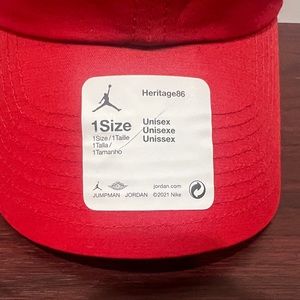 Heritage86
1Size
1Size/1Taille
1Talla/
1Tamanho
Unisex
Unisexe
Unissex
jordan.com
JUMPMAN JORDAN ©2021 Nike